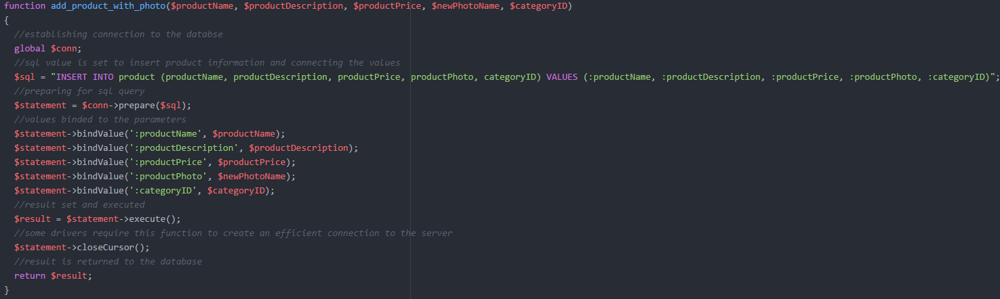 function add_product_with_photo($productName, $productDescription, $productPrice, $newPhotoName, $categoryID)
{
  //establishing connection to the databse
  global $conn;
  //sql value is set to insert product information and connecting the values
  $sql = "INSERT INTO product (productName, productDescription, productPrice, productPhoto, categoryID) VALUES (:productName, :productDescription, :productPrice, :productPhoto, :categoryID)";
  //preparing for sql query
  $statement = $conn->prepare($sql);
  //values binded to the parameters
  $statement->bindValue(':productName', $productName);
  $statement->bindValue(':productDescription', $productDescription);
  $statement->bindValue(':productPrice', $productPrice);
  $statement->bindValue(':productPhoto', $newPhotoName);
  $statement->bindValue(':categoryID', $categoryID);
  //result set and executed
  $result = $statement->execute();
  //some drivers require this function to create an efficient connection to the server
  $statement->closeCursor();
  //result is returned to the database
  return $result;
}